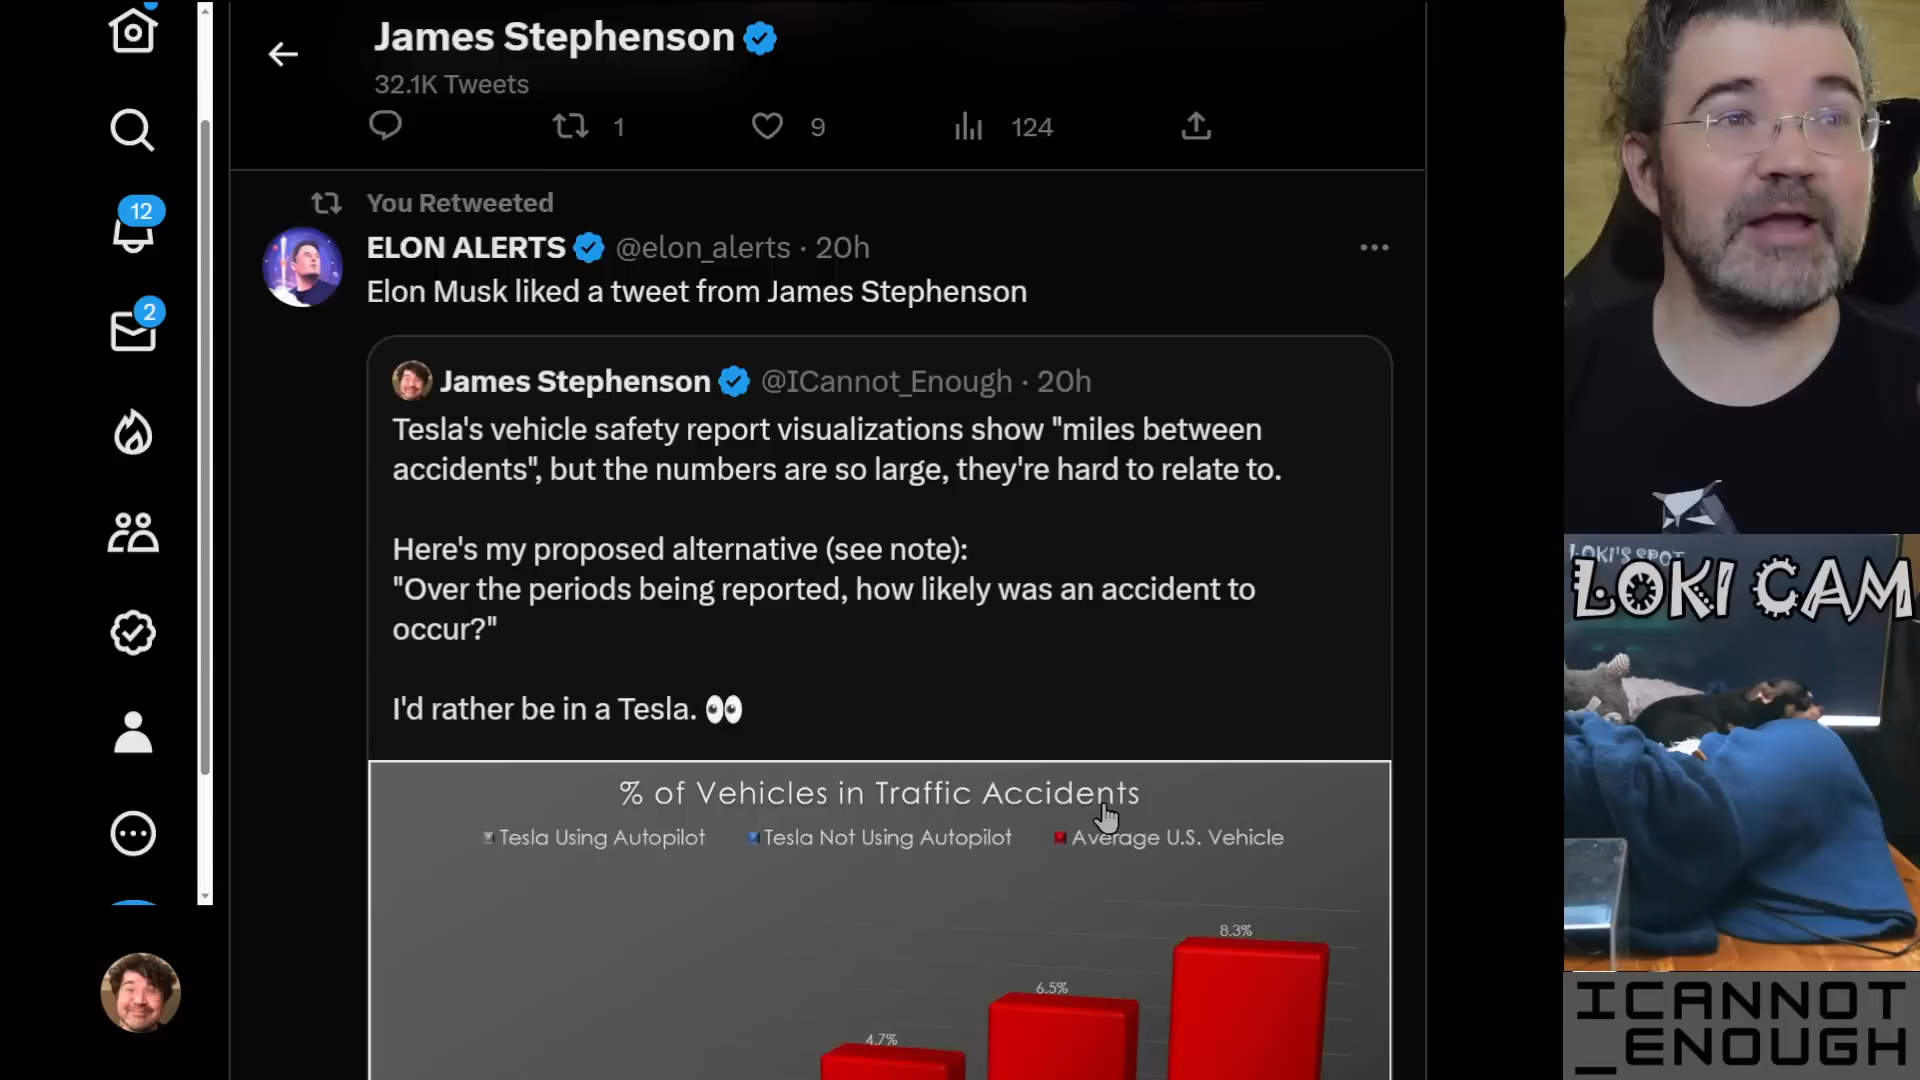 James Stephenson
32.1K Tweets
1
9
124
12
2
You Retweeted
ELON ALERTS @elon_alerts · 20h
Elon Musk liked a tweet from James Stephenson
James Stephenson @ICannot_Enough · 20h
Tesla's vehicle safety report visualizations show "miles between
accidents", but the numbers are so large, they're hard to relate to.
Here's my proposed alternative (see note):
"Over the periods being reported, how likely was an accident to
occur?"
I'd rather be in a Tesla. 👀
% of Vehicles in Traffic Accidents
Tesla Using Autopilot
Tesla Not Using Autopilot
Average U.S. Vehicle
8.3%
6.5%
4.7%
LOKI'S SPOT
LOKI CAM
ICANNOT
_ENOUGH